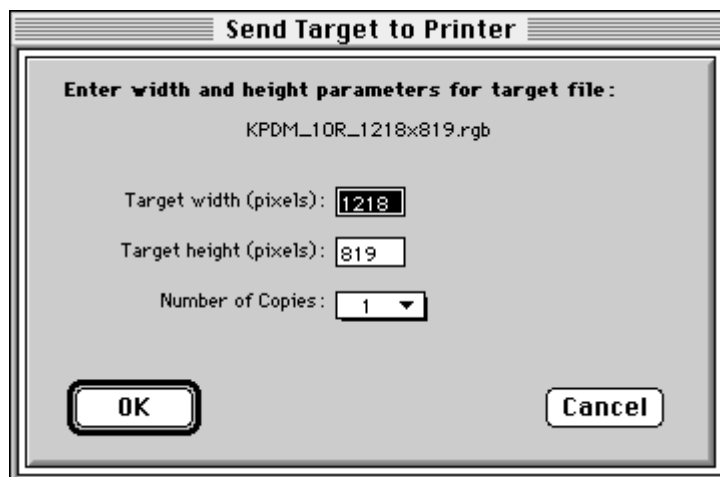 Send Target to Printer
Enter width and height parameters for target file:
KPDM_10R_1218x819.rgb
Target width (pixels): 1218
Target height (pixels): 819
Number of Copies: 1
OK Cancel